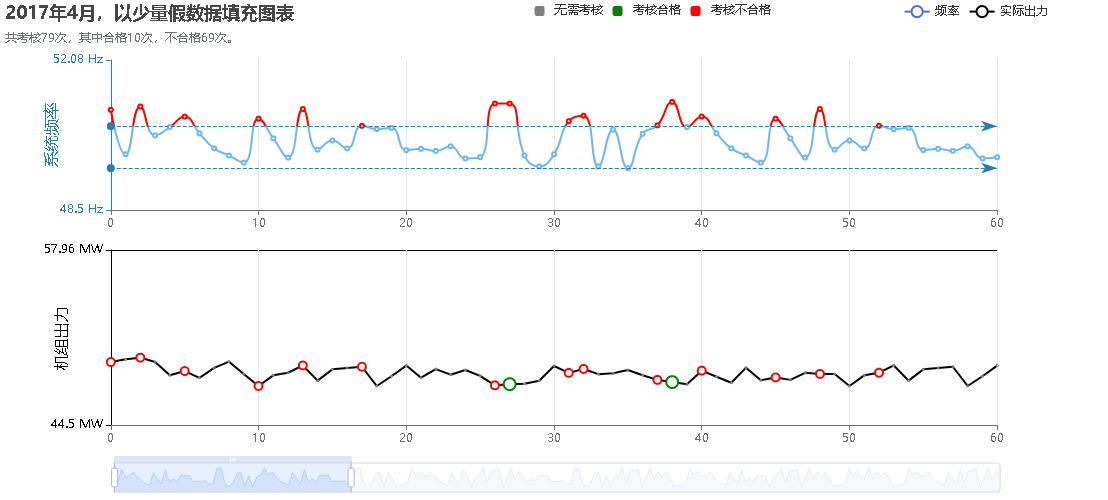 2017年4月，以少量假数据填充图表
无需考核 考核合格 考核不合格 频率 实际出力
共考核79次，其中合格10次，不合格69次。
52.08 Hz
系统频率
48.5 Hz
0 10 20 30 40 50 60
57.96 MW
机组出力
44.5 MW
0 10 20 30 40 50 60